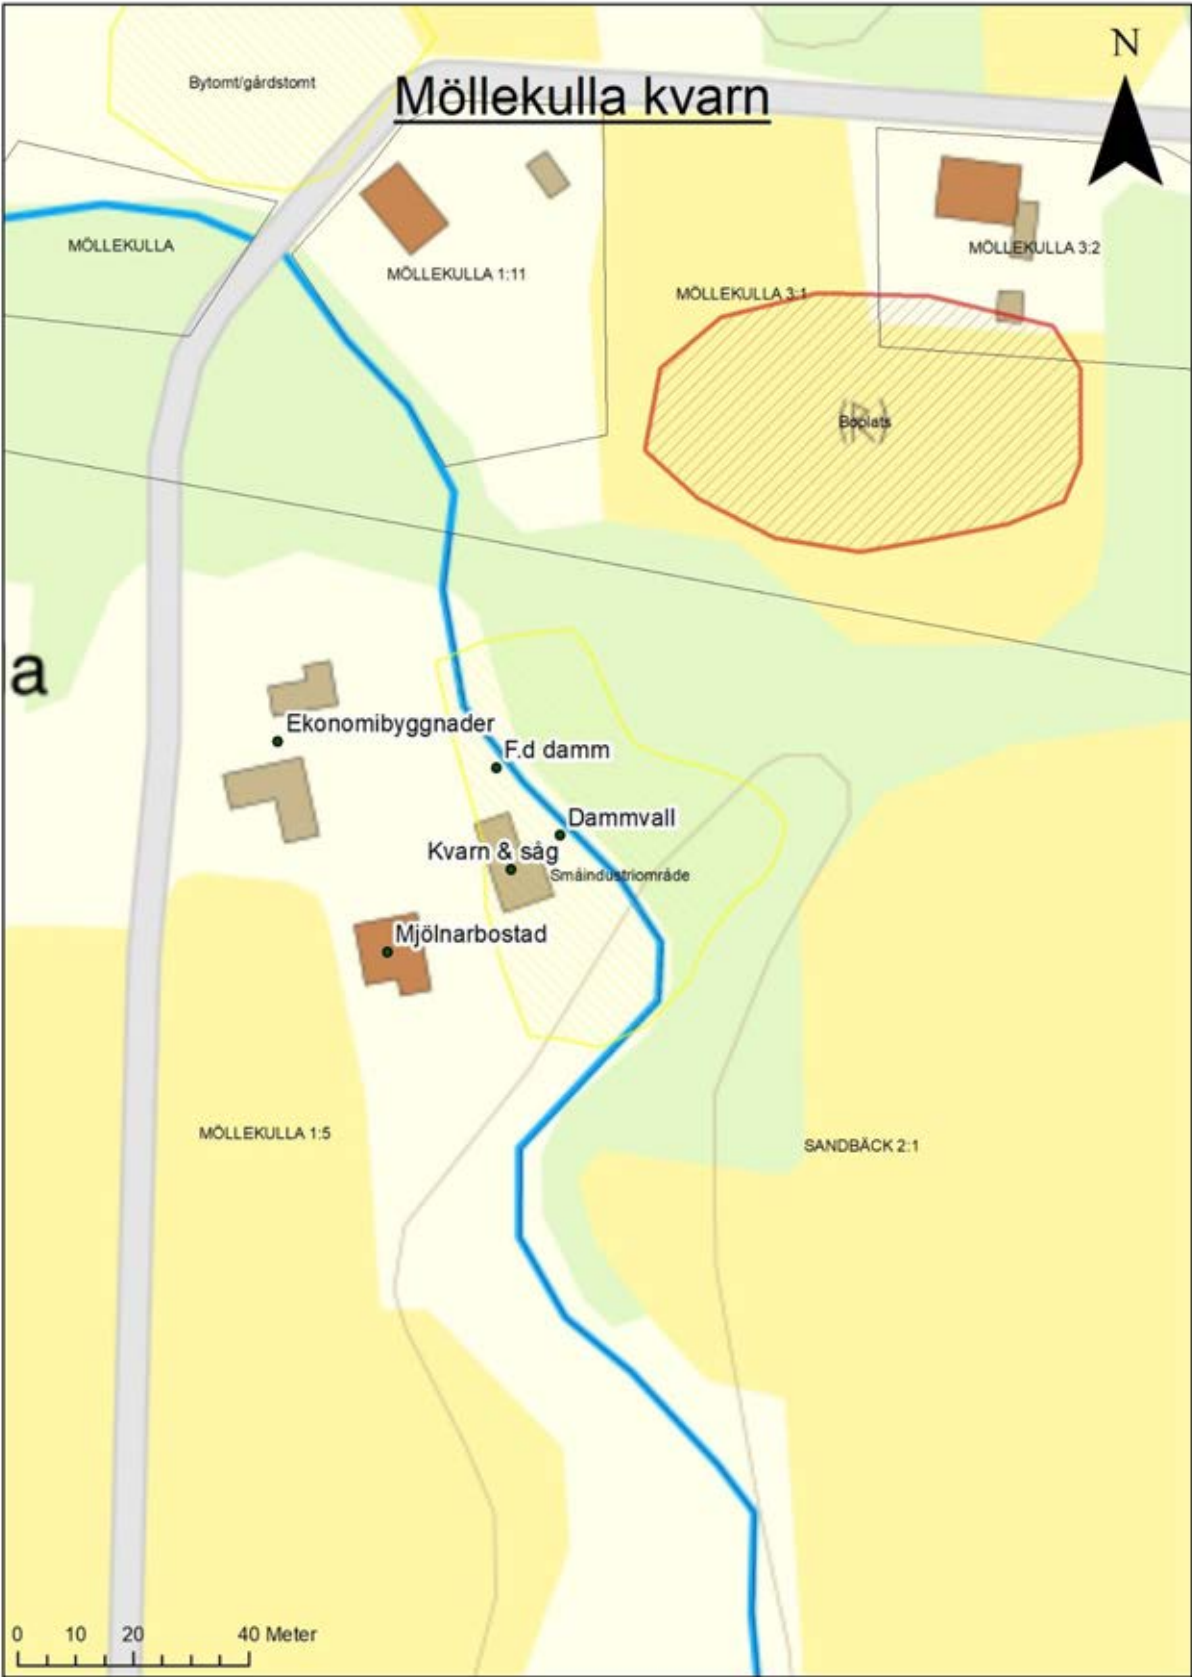 Bytomt/gårdstomt
Möllekulla kvarn
N
MÖLLEKULLA
MÖLLEKULLA 1:11
MÖLLEKULLA 3:2
MÖLLEKULLA 3:1
(R)
Boplats
a
Ekonomibyggnader
F.d damm
Dammvall
Kvarn & såg
Småindustriområde
Mjölnarbostad
MÖLLEKULLA 1:5
SANDBÄCK 2:1
0 10 20 40 Meter